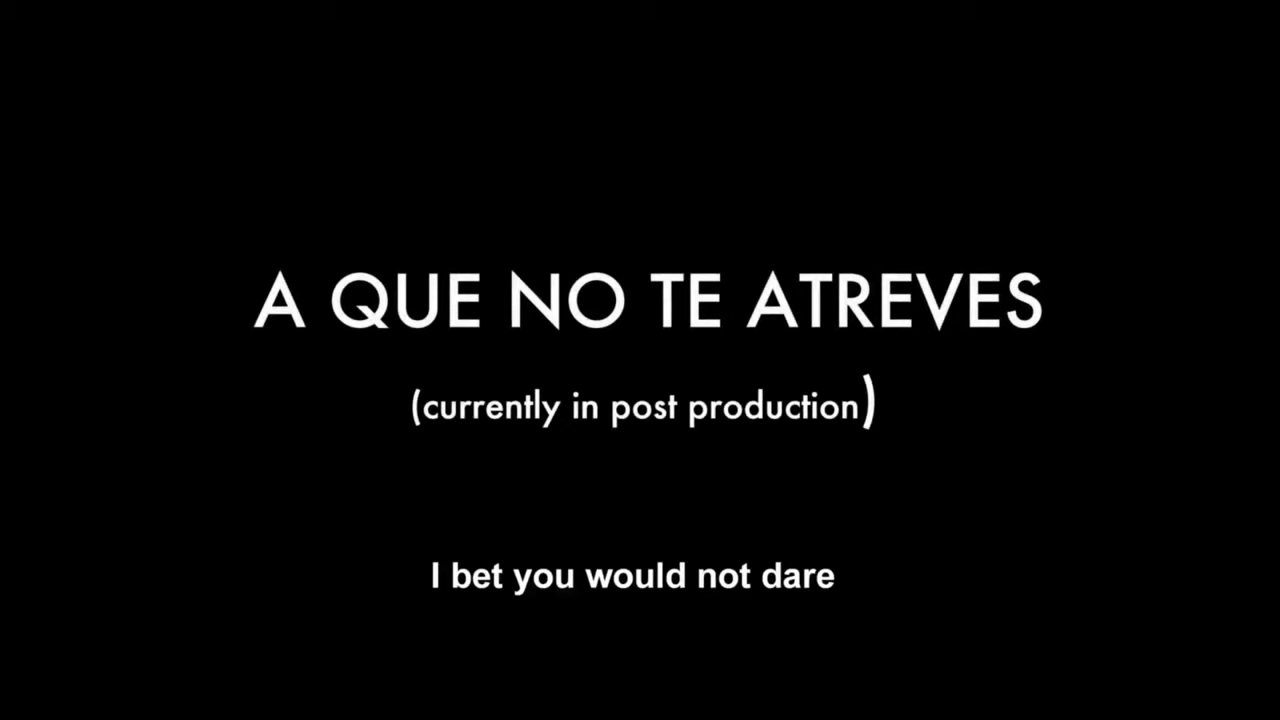 A QUE NO TE ATREVES
(currently in post production)
I bet you would not dare